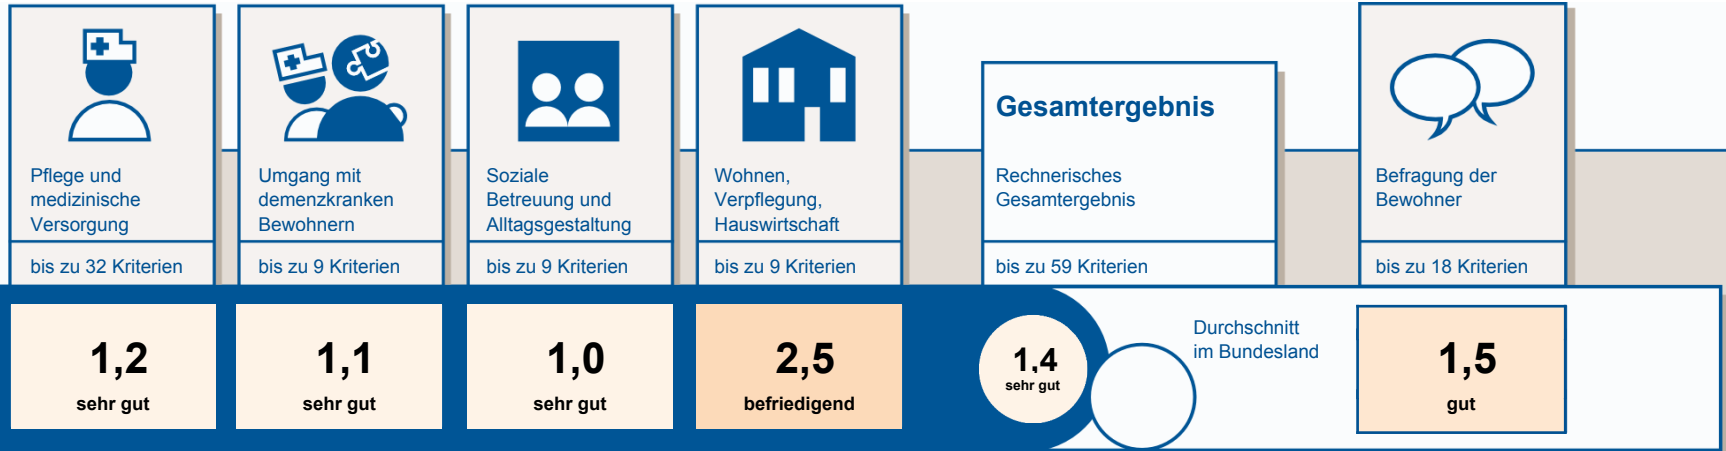 Pflege und
medizinische
Versorgung
bis zu 32 Kriterien
1,2
sehr gut
Umgang mit
demenzkranken
Bewohnern
bis zu 9 Kriterien
1,1
sehr gut
Soziale
Betreuung und
Alltagsgestaltung
bis zu 9 Kriterien
1,0
sehr gut
Wohnen,
Verpflegung,
Hauswirtschaft
bis zu 9 Kriterien
2,5
befriedigend
Gesamtergebnis
Rechnerisches
Gesamtergebnis
bis zu 59 Kriterien
1,4
sehr gut
Durchschnitt
im Bundesland
Befragung der
Bewohner
bis zu 18 Kriterien
1,5
gut